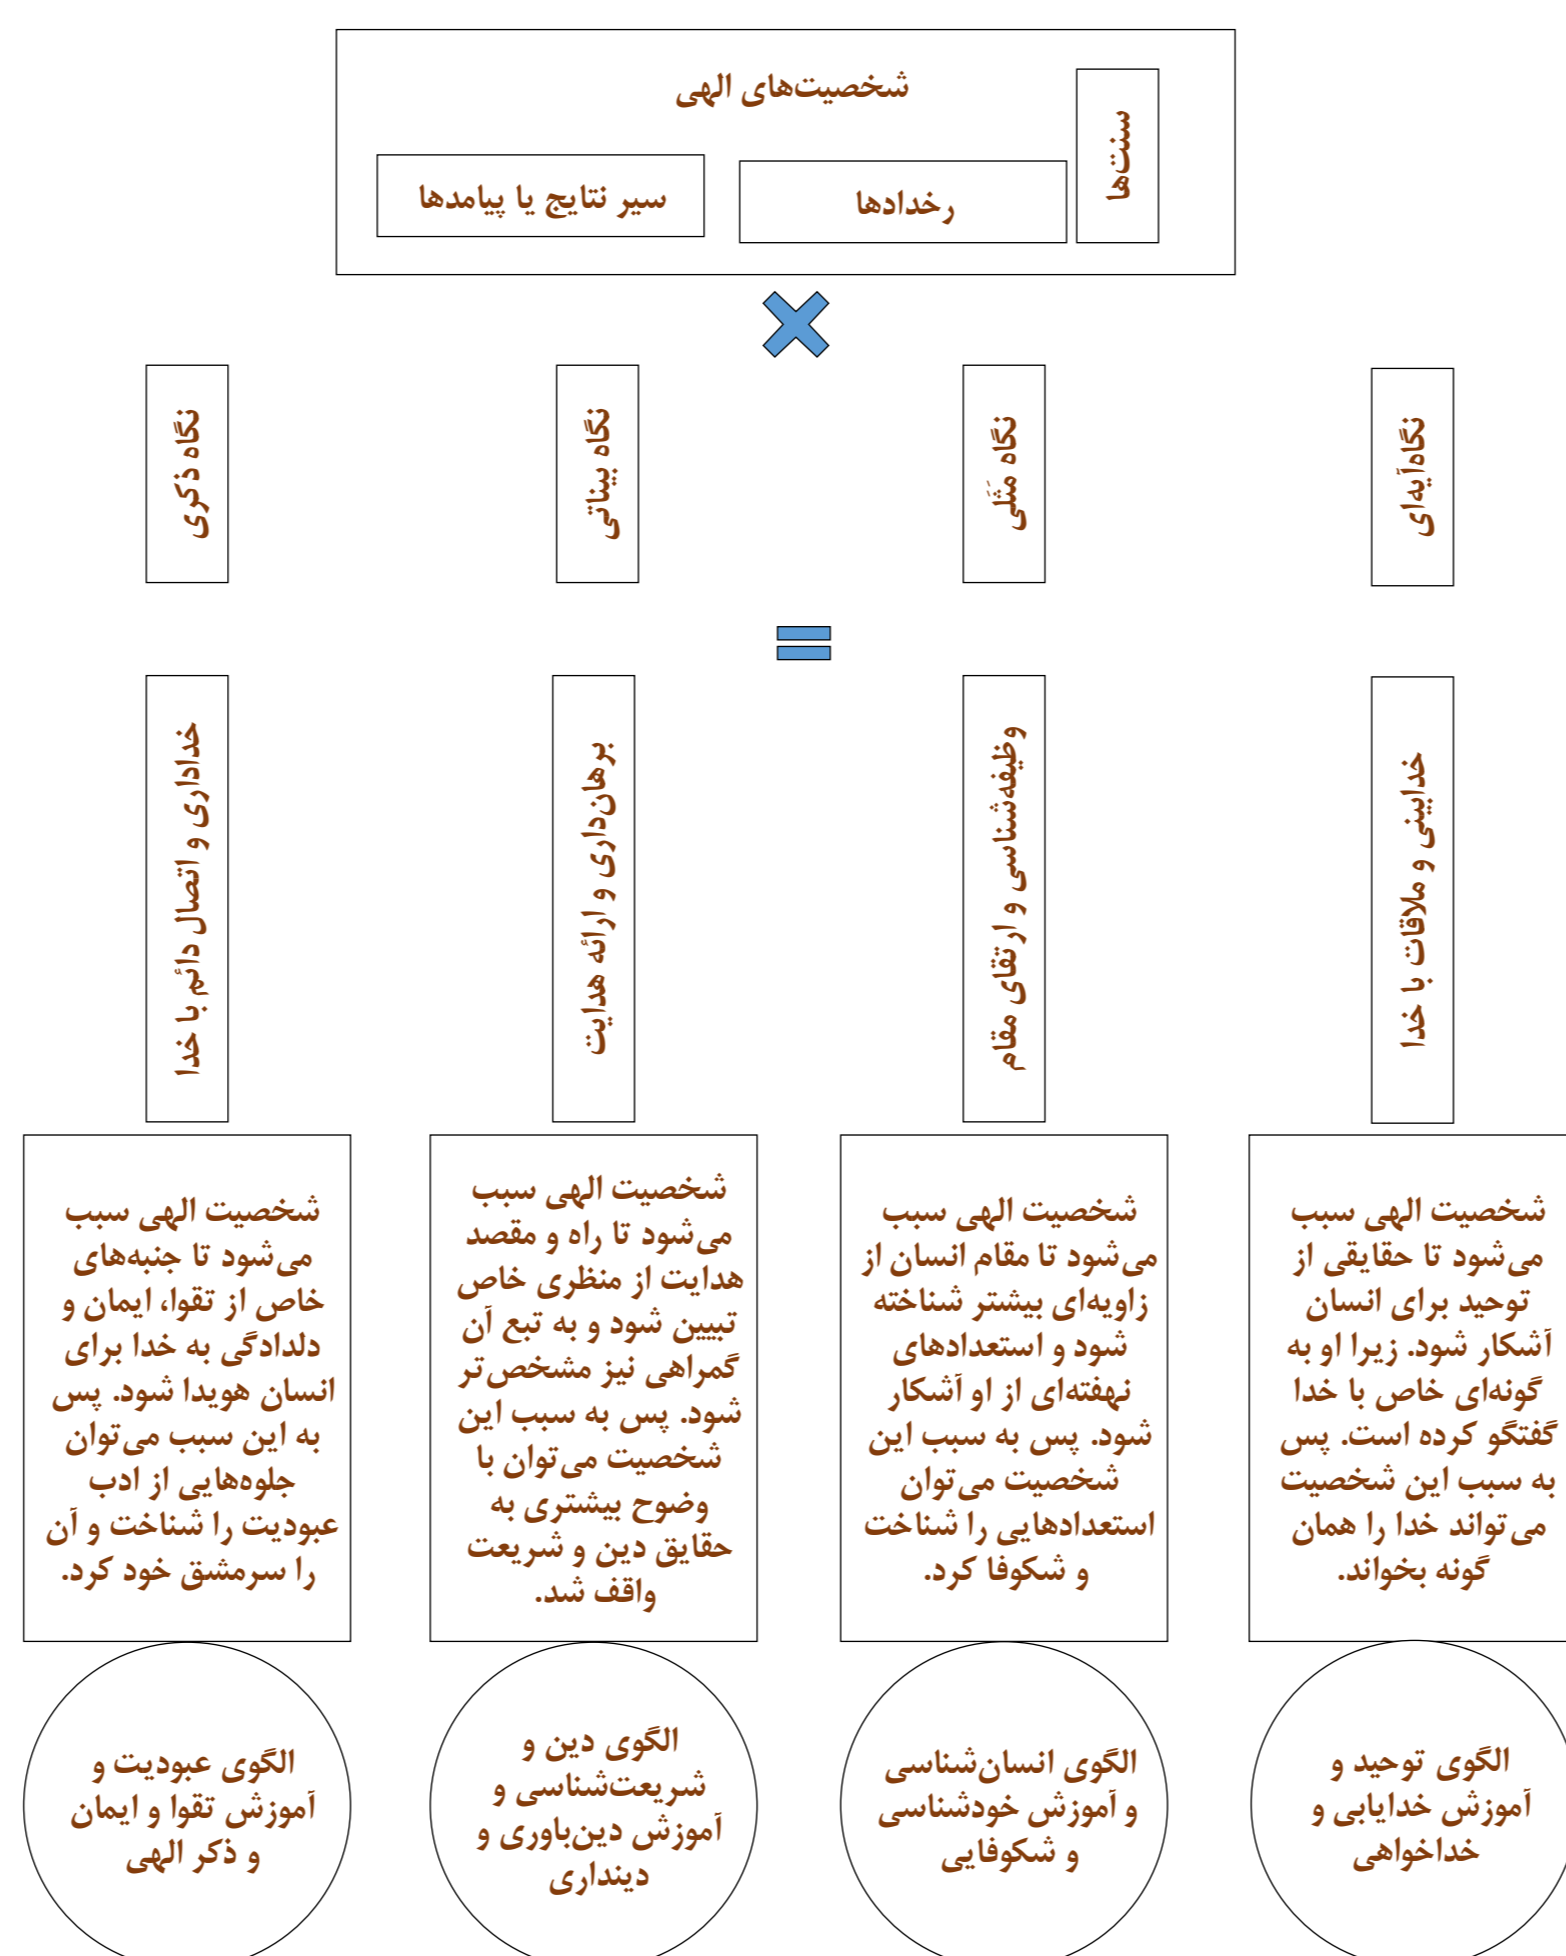 شخصیت‌های الهی
سنت‌ها
رخدادها
سیر نتایج یا پیامدها
نگاه‌آیه‌ای
نگاه مَثَلی
نگاه بیناتی
نگاه ذکری
خدابینی و ملاقات با خدا
وظیفه‌شناسی و ارتقای مقام
برهان‌داری و ارائه هدایت
خداداری و اتصال دائم با خدا
شخصیت الهی سبب
می‌شود تا حقایقی از
توحید برای انسان
آشکار شود. زیرا او به
گونه‌ای خاص با خدا
گفتگو کرده است. پس
به سبب این شخصیت
می‌تواند خدا را همان
گونه بخواند.
شخصیت الهی سبب
می‌شود تا مقام انسان از
زاویه‌ای بیشتر شناخته
شود و استعدادهای
نهفته‌ای از او آشکار
شود. پس به سبب این
شخصیت می‌توان
استعدادهایی را شناخت
و شکوفا کرد.
شخصیت الهی سبب
می‌شود تا راه و مقصد
هدایت از منظری خاص
تبیین شود و به تبع آن
گمراهی نیز مشخص‌تر
شود. پس به سبب این
شخصیت می‌توان با
وضوح بیشتری به
حقایق دین و شریعت
واقف شد.
شخصیت الهی سبب
می‌شود تا جنبه‌های
خاص از تقوا، ایمان و
دلدادگی به خدا برای
انسان هویدا شود. پس
به این سبب می‌توان
جلوه‌هایی از ادب
عبودیت را شناخت و آن
را سرمشق خود کرد.
الگوی توحید و
آموزش خدایابی و
خداخواهی
الگوی انسان‌شناسی
و آموزش خودشناسی
و شکوفایی
الگوی دین و
شریعت‌شناسی و
آموزش دین‌باوری و
دینداری
الگوی عبودیت و
آموزش تقوا و ایمان
و ذکر الهی